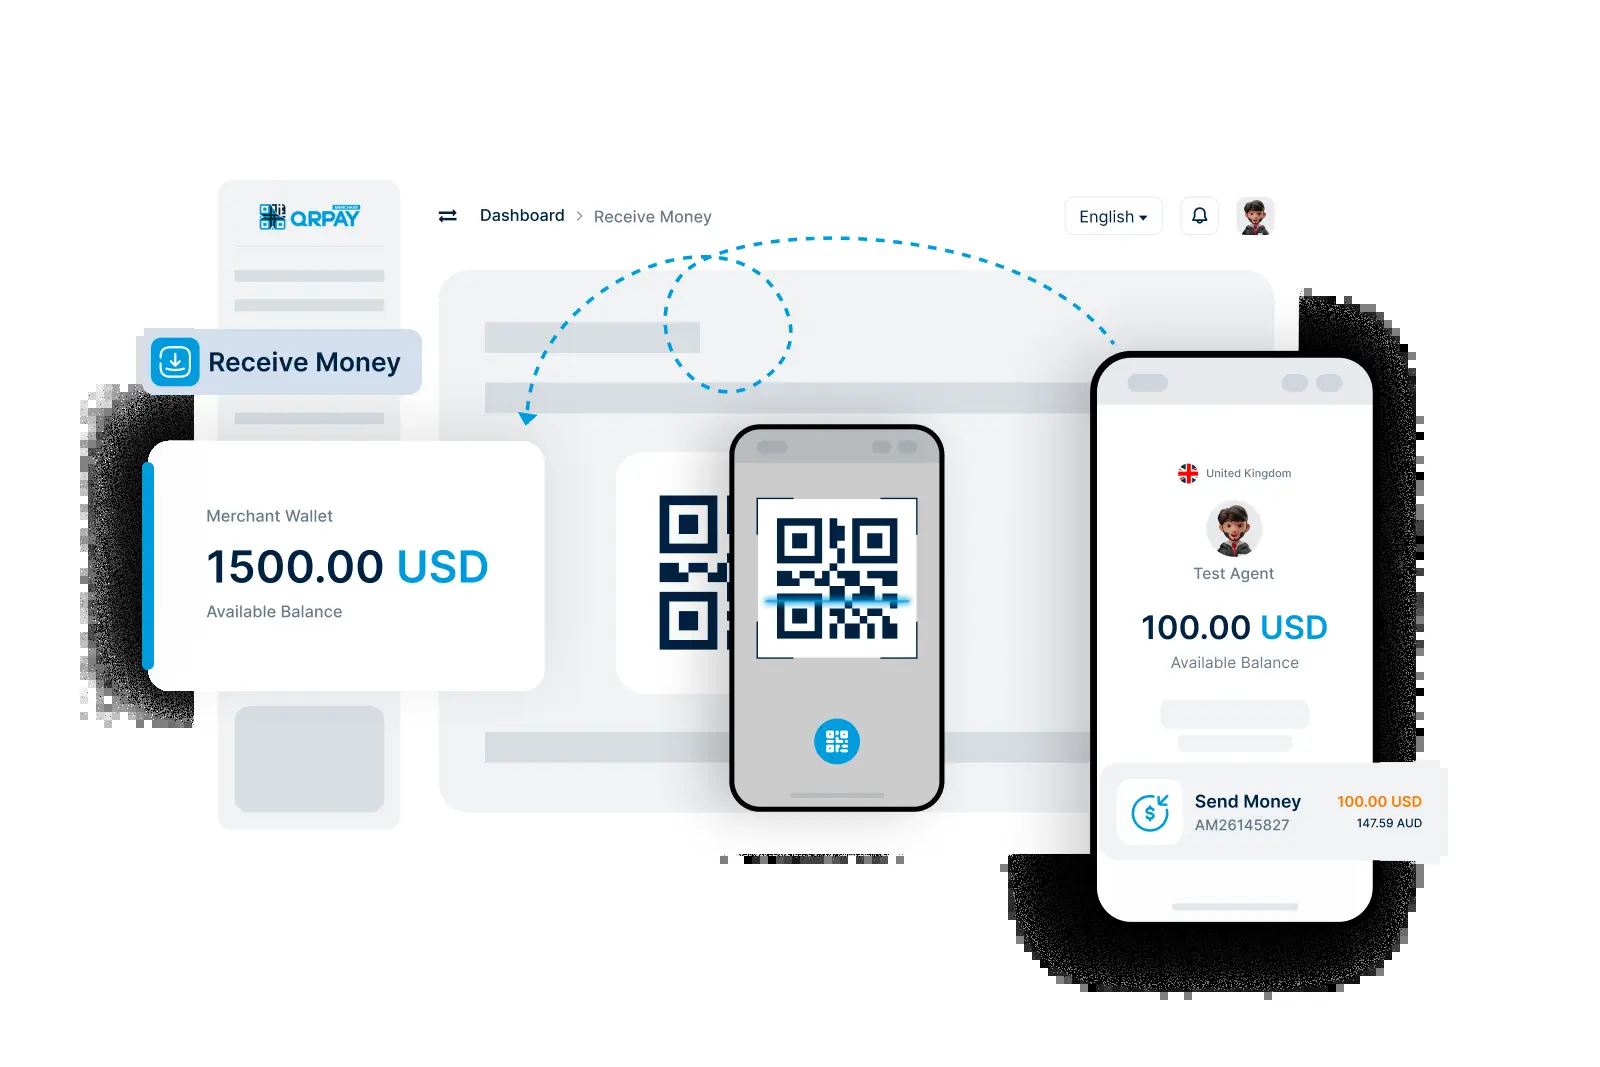 MERCHANT
QRPAY
Dashboard > Receive Money
English
Receive Money
Merchant Wallet
1500.00 USD
Available Balance
United Kingdom
Test Agent
100.00 USD
Available Balance
Send Money
100.00 USD
AM26145827
147.59 AUD